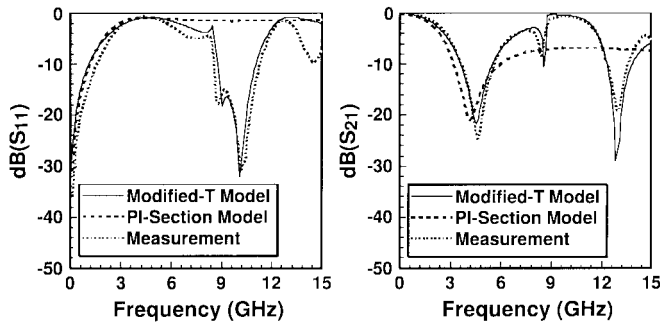 0
-10
-20
-30
-40
-50
dB(S11)
Modified-T Model
PI-Section Model
Measurement
0 3 6 9 12 15
Frequency (GHz)
0
-10
-20
-30
-40
-50
dB(S21)
Modified-T Model
PI-Section Model
Measurement
0 3 6 9 12 15
Frequency (GHz)